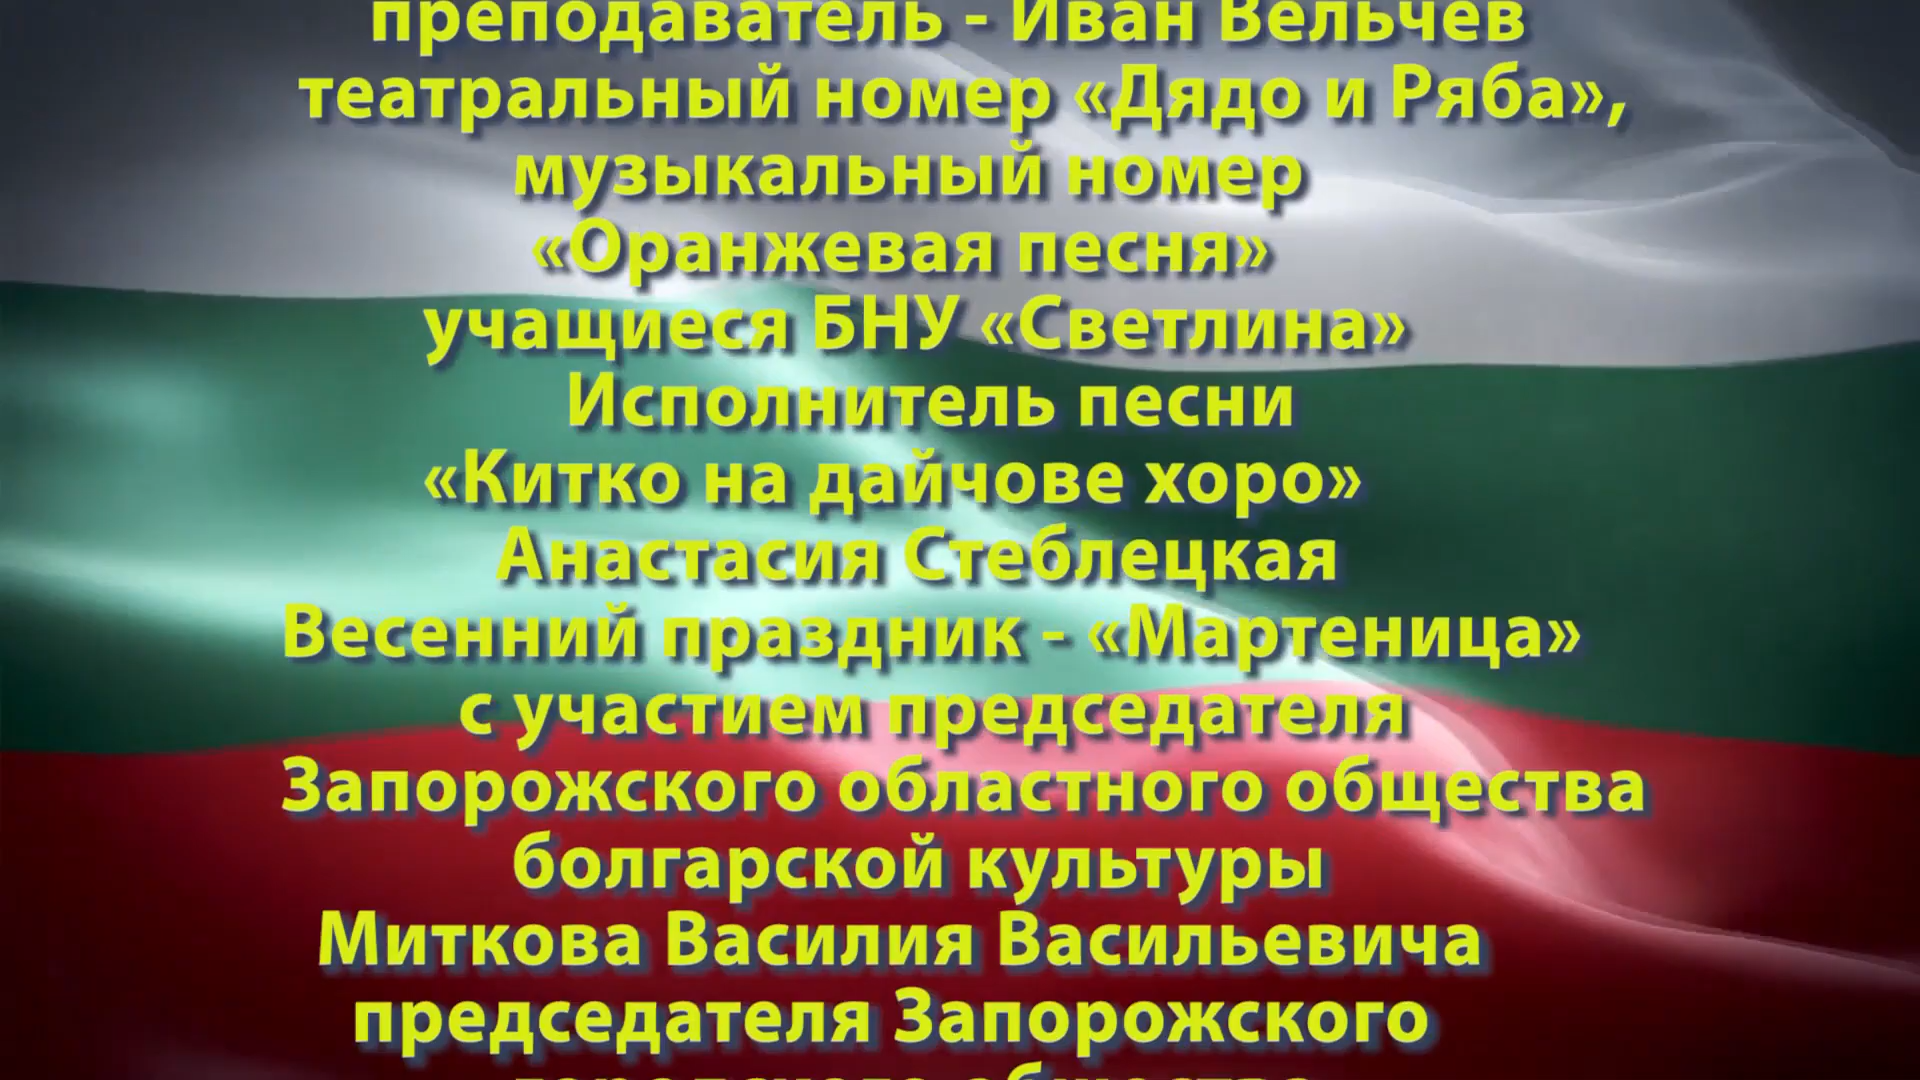 преподаватель - Иван Вельчев
театральный номер «Дядо и Ряба»,
музыкальный номер
«Оранжевая песня»
учащиеся БНУ «Светлина»
Исполнитель песни
«Китко на дайчове хоро»
Анастасия Стеблецкая
Весенний праздник - «Мартеница»
с участием председателя
Запорожского областного общества
болгарской культуры
Миткова Василия Васильевича
председателя Запорожского